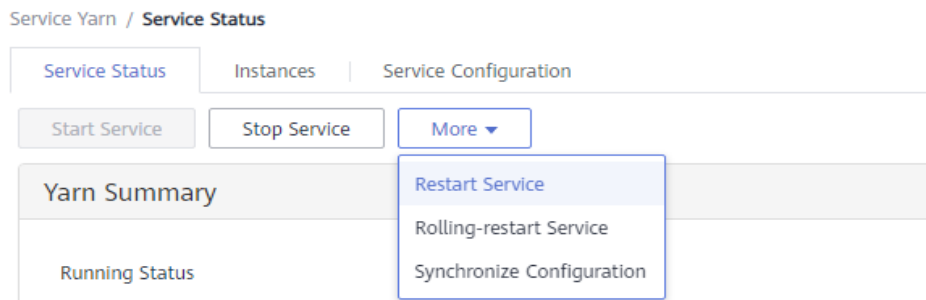 Service Yarn / Service Status
Service Status Instances Service Configuration
Start Service Stop Service More
Restart Service
Yarn Summary
Rolling-restart Service
Running Status
Synchronize Configuration